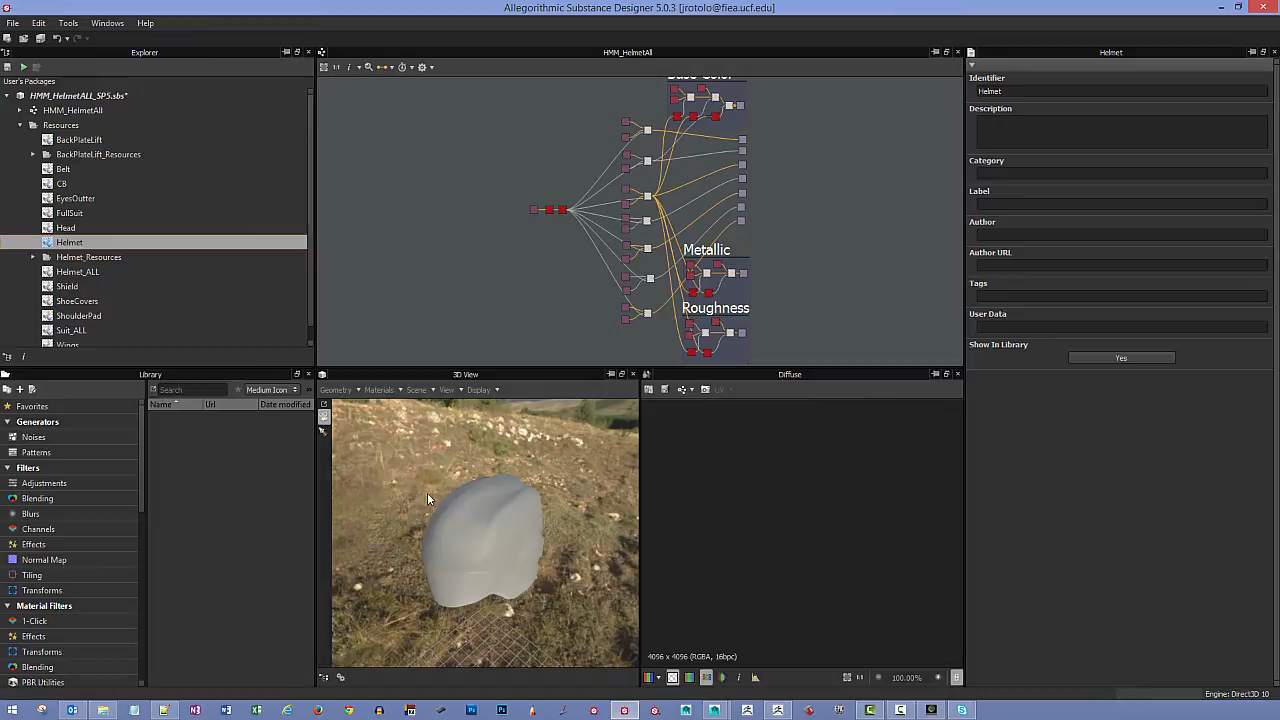 Allegorithmic Substance Designer 5.0.3 [jrotolo@fiea.ucf.edu]
File Edit Tools Windows Help
Explorer
HMM_HelmetAll
Helmet
User's Packages
HMM_HelmetALL_SP5.sbs*
HMM_HelmetAll
Resources
BackPlateLift
BackPlateLift_Resources
Belt
CB
EyesOutter
FullSuit
Head
Helmet
Helmet_Resources
Helmet_ALL
Shield
ShoeCovers
ShoulderPad
Suit_ALL
Wings
Base Color
Metallic
Roughness
Identifier
Helmet
Description
Category
Label
Author
Author URL
Tags
User Data
Show In Library
Yes
Library
Search
Medium Icon
Name Url Date modified
Favorites
Generators
Noises
Patterns
Filters
Adjustments
Blending
Blurs
Channels
Effects
Normal Map
Tiling
Transforms
Material Filters
1-Click
Effects
Transforms
Blending
PBR Utilities
3D View
Geometry Materials Scene View Display
Diffuse
UV
4096 x 4096 (RGBA, 16bpc)
100.00%
Engine: Direct3D 10